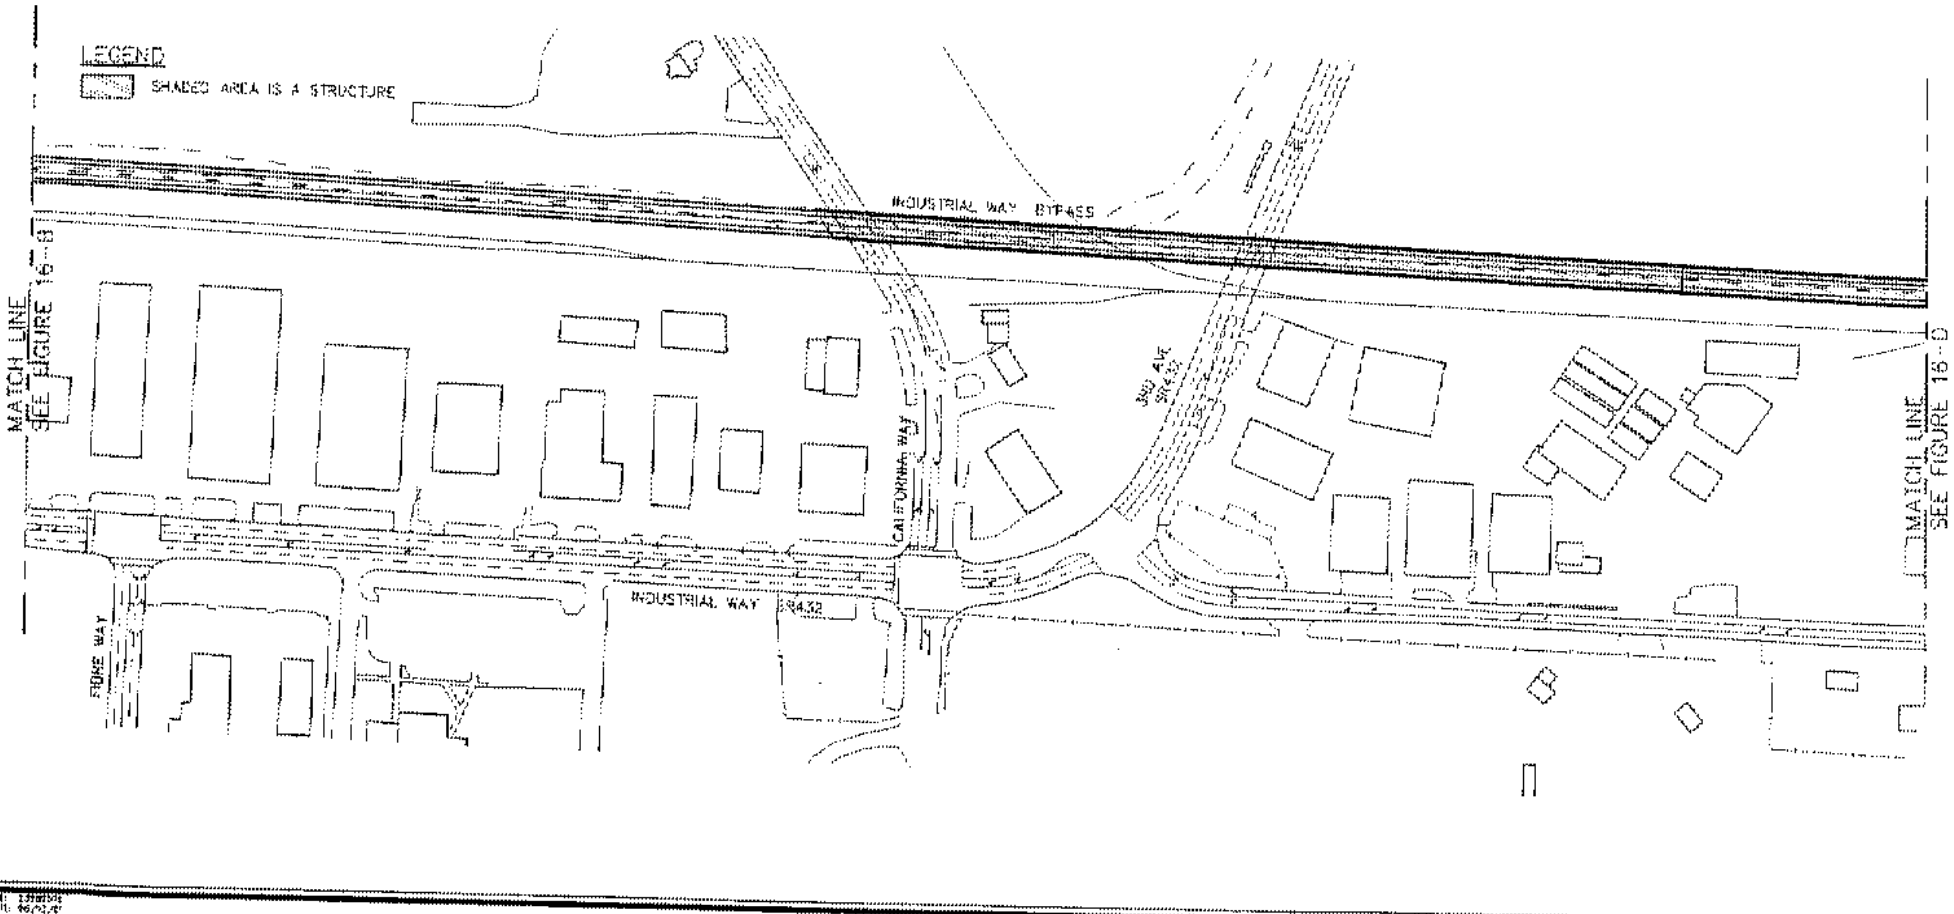 LEGEND
SHADED AREA IS A STRUCTURE
INDUSTRIAL WAY BYPASS
MATCH LINE
SEE FIGURE 16-B
3RD AVE
SR432
CALIFORNIA WAY
MATCH LINE
SEE FIGURE 16-D
INDUSTRIAL WAY SR432
WAY